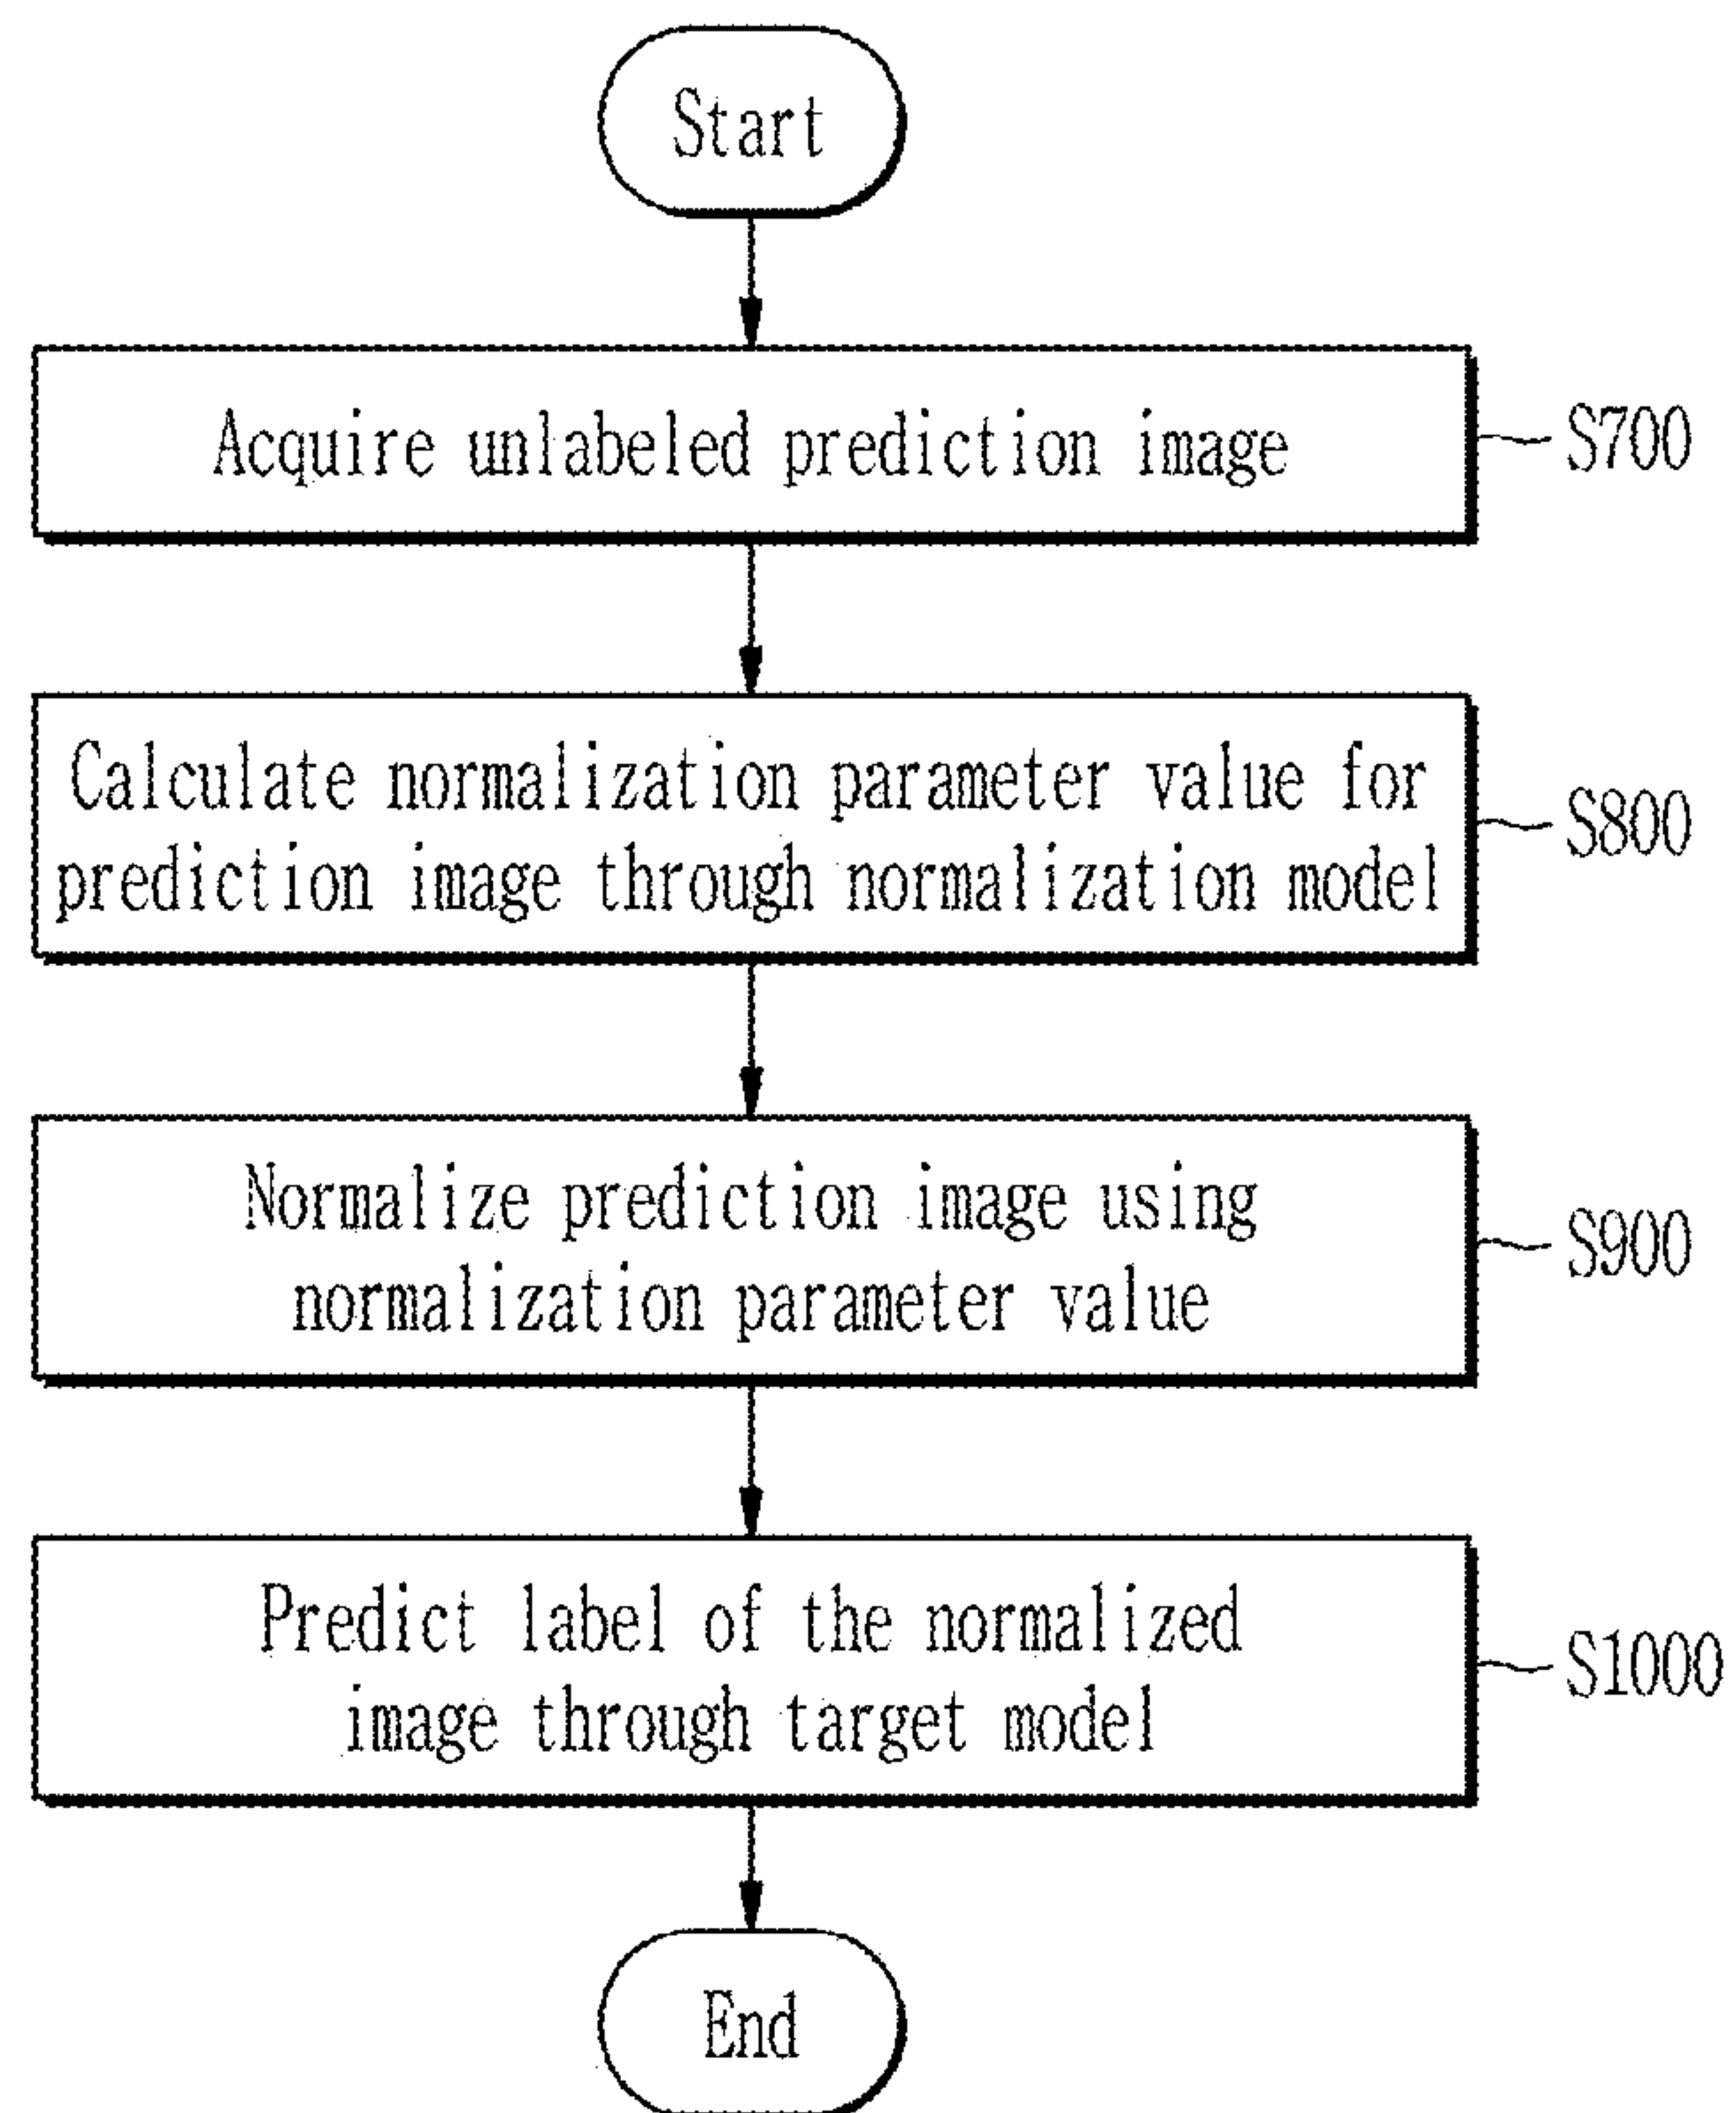 Start
Acquire unlabeled prediction image
S700
Calculate normalization parameter value for
prediction image through normalization model
S800
Normalize prediction image using
normalization parameter value
S900
Predict label of the normalized
image through target model
S1000
End